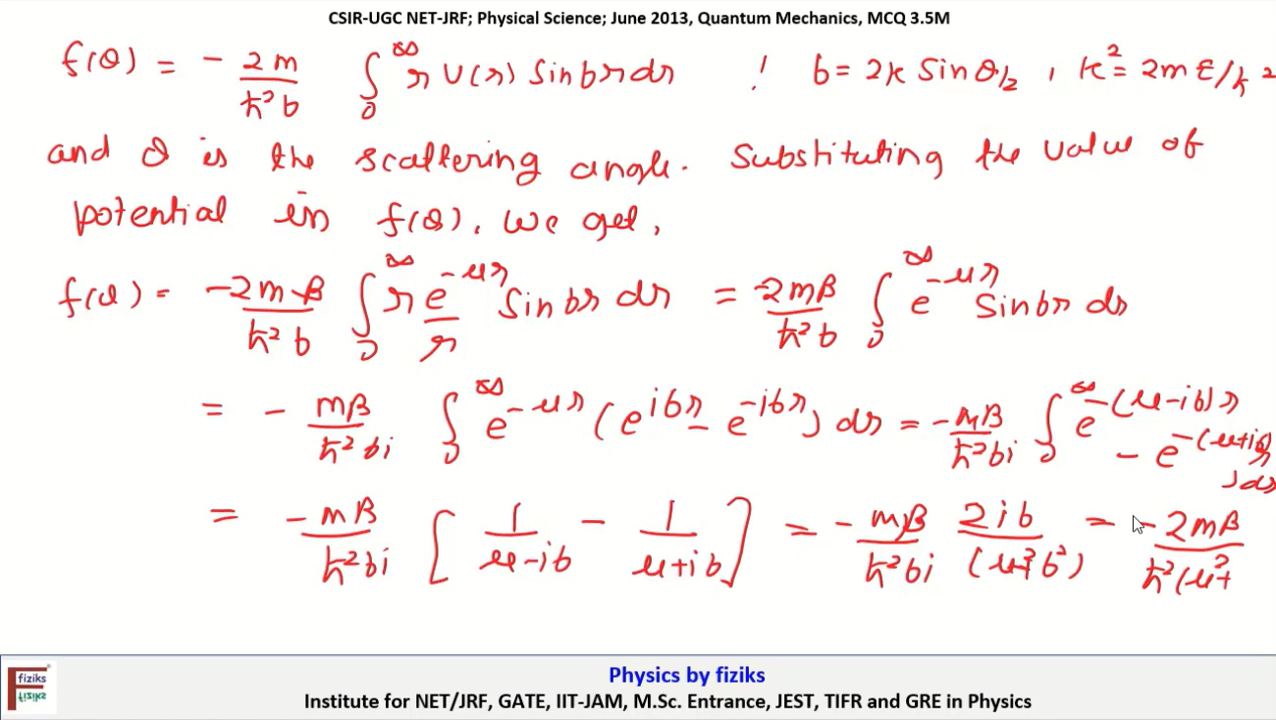 CSIR-UGC NET-JRF; Physical Science; June 2013, Quantum Mechanics, MCQ 3.5M
f(θ) = - 2m / ħ²b ∫₀^∞ r V(r) Sin br dr ! b = 2k Sin θ/2 , k² = 2mE/ħ²
and θ is the scattering angle. Substituting the value of
potential in f(θ). We get,
f(θ) = -2mβ / ħ²b ∫₀^∞ r e^{-μr} / r Sin br dr = -2mβ / ħ²b ∫₀^∞ e^{-μr} Sin br dr
= - mβ / ħ²bi ∫₀^∞ e^{-μr} (e^{ibr} - e^{-ibr}) dr = - mβ / ħ²bi ∫₀^∞ e^{-(μ-ib)r} - e^{-(μ+ib)r} ) dr
= - mβ / ħ²bi [ 1 / μ-ib - 1 / μ+ib ] = - mβ / ħ²bi 2ib / (μ²+b²) = - 2mβ / ħ²(μ²+
fiziks
Physics by fiziks
Institute for NET/JRF, GATE, IIT-JAM, M.Sc. Entrance, JEST, TIFR and GRE in Physics